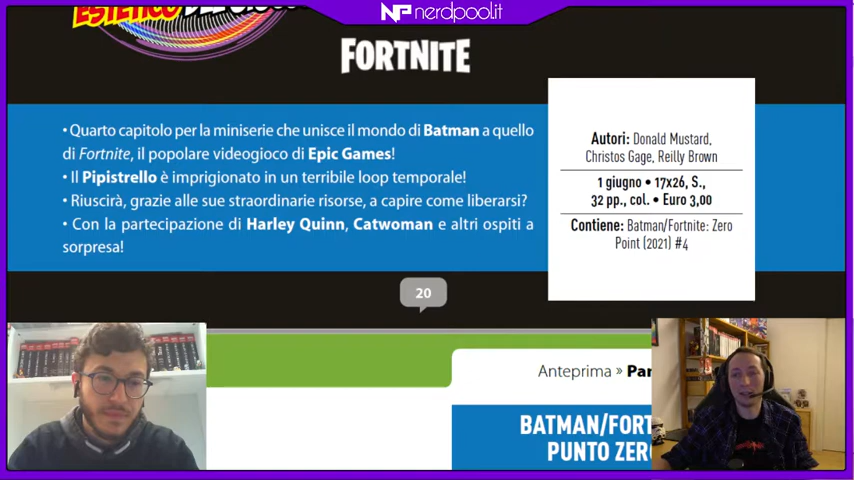 nerdpool.it
ESTETICO
FORTNITE
• Quarto capitolo per la miniserie che unisce il mondo di Batman a quello
di Fortnite, il popolare videogioco di Epic Games!
• Il Pipistrello è imprigionato in un terribile loop temporale!
• Riuscirà, grazie alle sue straordinarie risorse, a capire come liberarsi?
• Con la partecipazione di Harley Quinn, Catwoman e altri ospiti a
sorpresa!
Autori: Donald Mustard,
Christos Gage, Reilly Brown
1 giugno • 17x26, S.,
32 pp., col. • Euro 3,00
Contiene: Batman/Fortnite: Zero
Point (2021) #4
20
Anteprima » Pan
BATMAN/FORT
PUNTO ZERO